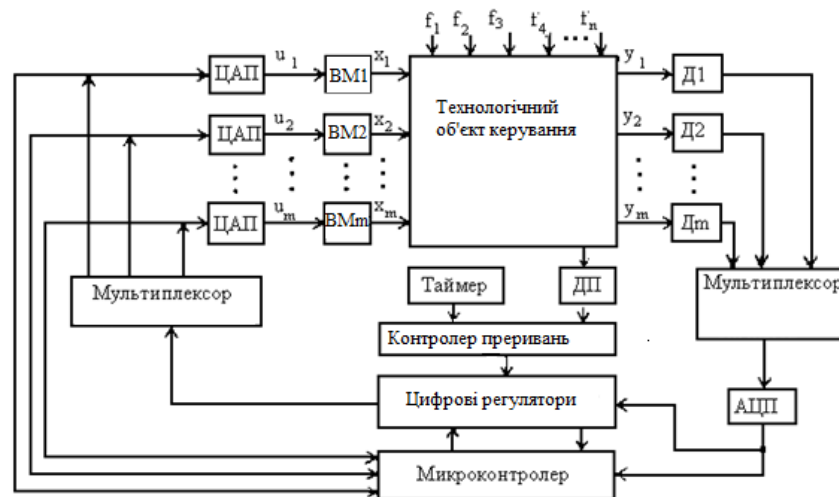 f1 f2 f3 f4 ... fn
ЦАП u1 ВМ1 x1
y1 Д1
Технологічний
об'єкт керування
ЦАП u2 ВМ2 x2
y2 Д2
ЦАП um ВМm xm
ym Дm
Мультиплексор
Таймер
ДП
Мультиплексор
Контролер преривань
Цифрові регулятори
АЦП
Микроконтролер